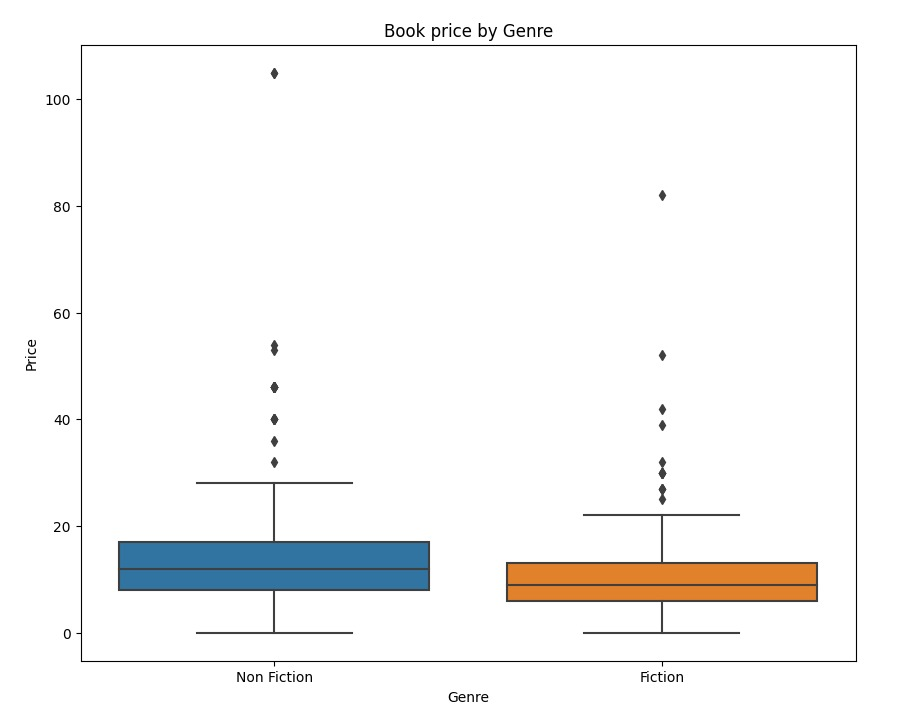 Book price by Genre
100
80
60
40
20
0
Price
Non Fiction
Fiction
Genre